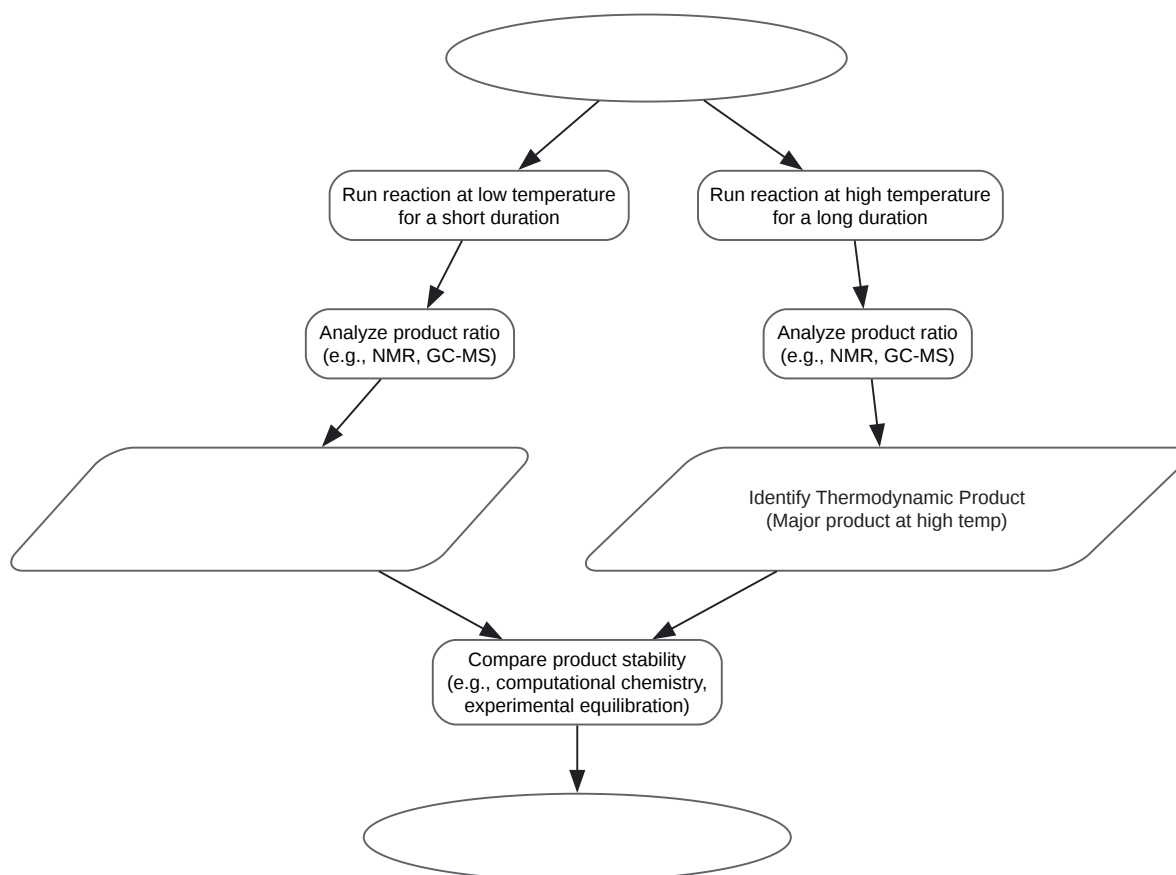 Run reaction at low temperature
for a short duration
Run reaction at high temperature
for a long duration
Analyze product ratio
(e.g., NMR, GC-MS)
Analyze product ratio
(e.g., NMR, GC-MS)
Identify Thermodynamic Product
(Major product at high temp)
Compare product stability
(e.g., computational chemistry,
experimental equilibration)